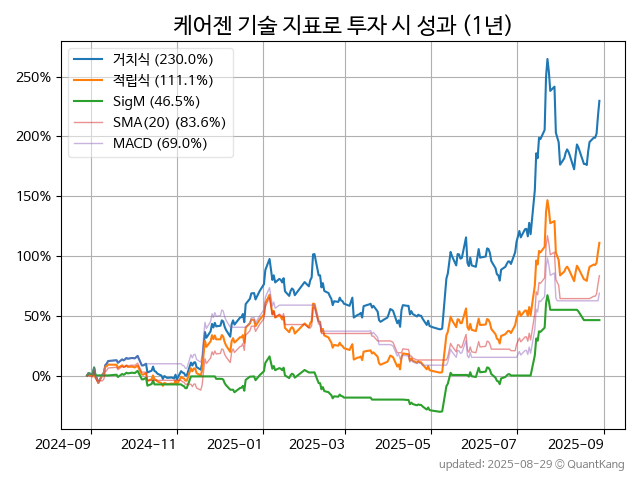 케어젠 기술 지표로 투자 시 성과 (1년)
거치식 (230.0%)
적립식 (111.1%)
SigM (46.5%)
SMA(20) (83.6%)
MACD (69.0%)
250%
200%
150%
100%
50%
0%
2024-09 2024-11 2025-01 2025-03 2025-05 2025-07 2025-09
updated: 2025-08-29 © QuantKang